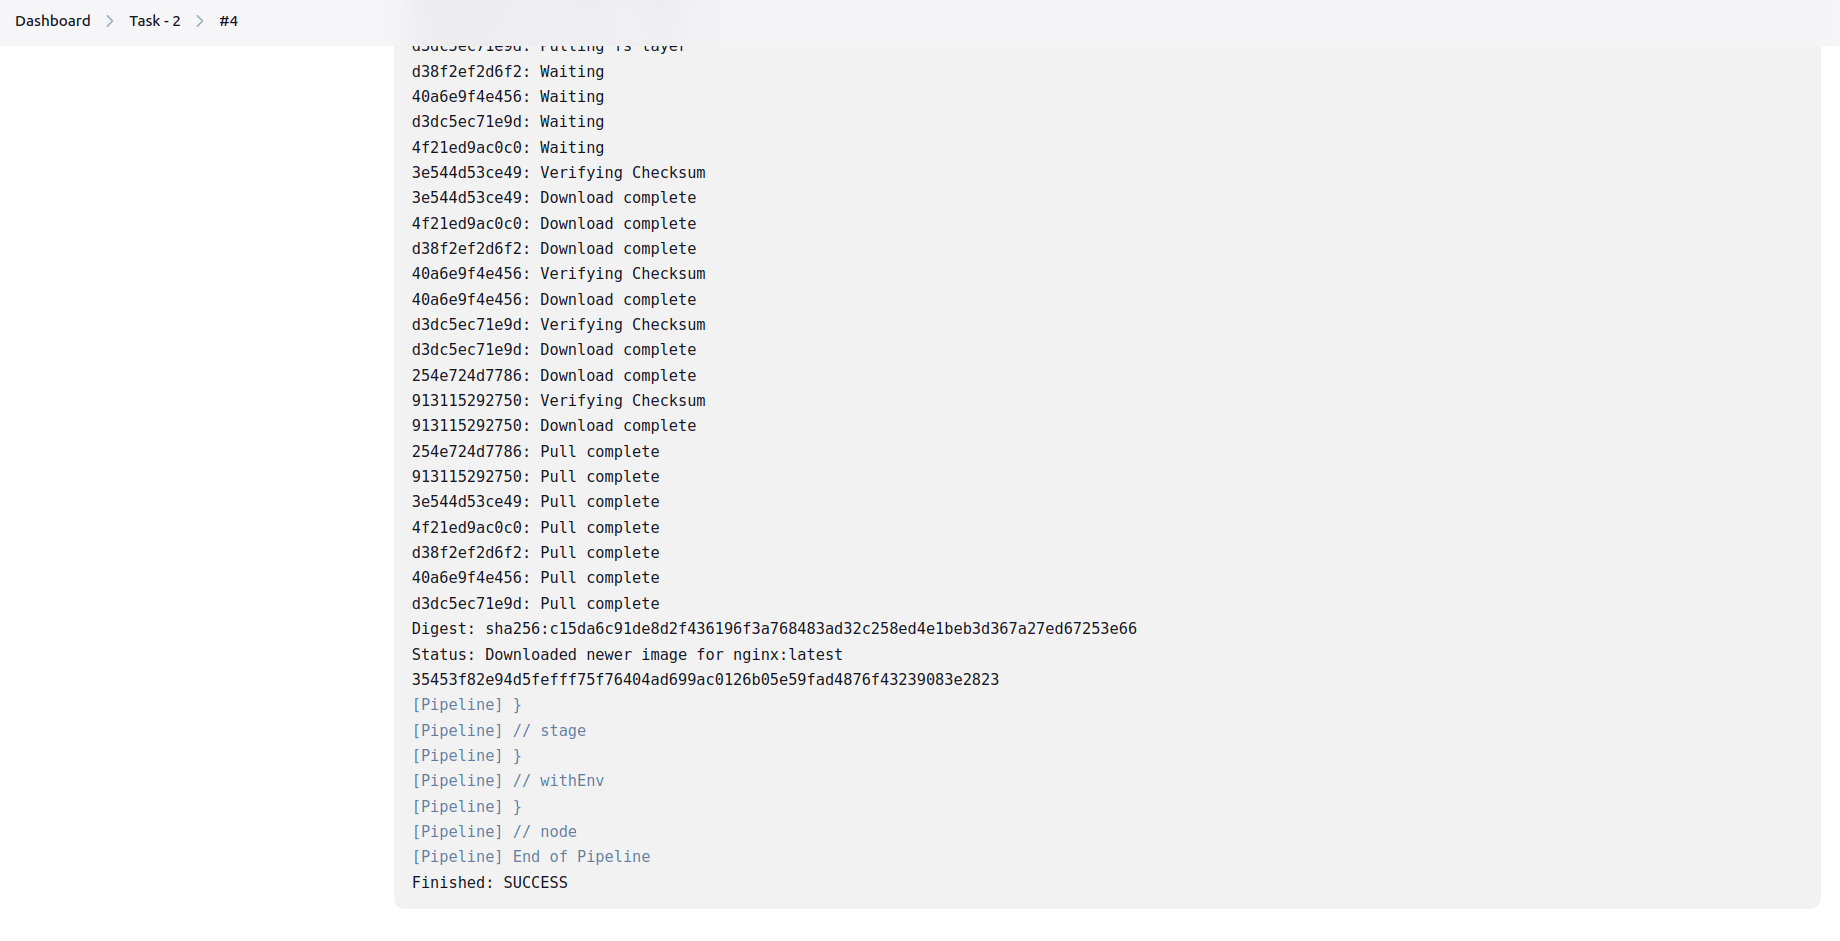 Dashboard > Task - 2 > #4
d3dc5ec71e9d: Pulling fs layer
d38f2ef2d6f2: Waiting
40a6e9f4e456: Waiting
d3dc5ec71e9d: Waiting
4f21ed9ac0c0: Waiting
3e544d53ce49: Verifying Checksum
3e544d53ce49: Download complete
4f21ed9ac0c0: Download complete
d38f2ef2d6f2: Download complete
40a6e9f4e456: Verifying Checksum
40a6e9f4e456: Download complete
d3dc5ec71e9d: Verifying Checksum
d3dc5ec71e9d: Download complete
254e724d7786: Download complete
913115292750: Verifying Checksum
913115292750: Download complete
254e724d7786: Pull complete
913115292750: Pull complete
3e544d53ce49: Pull complete
4f21ed9ac0c0: Pull complete
d38f2ef2d6f2: Pull complete
40a6e9f4e456: Pull complete
d3dc5ec71e9d: Pull complete
Digest: sha256:c15da6c91de8d2f436196f3a768483ad32c258ed4e1beb3d367a27ed67253e66
Status: Downloaded newer image for nginx:latest
35453f82e94d5fefff75f76404ad699ac0126b05e59fad4876f43239083e2823
[Pipeline] }
[Pipeline] // stage
[Pipeline] }
[Pipeline] // withEnv
[Pipeline] }
[Pipeline] // node
[Pipeline] End of Pipeline
Finished: SUCCESS